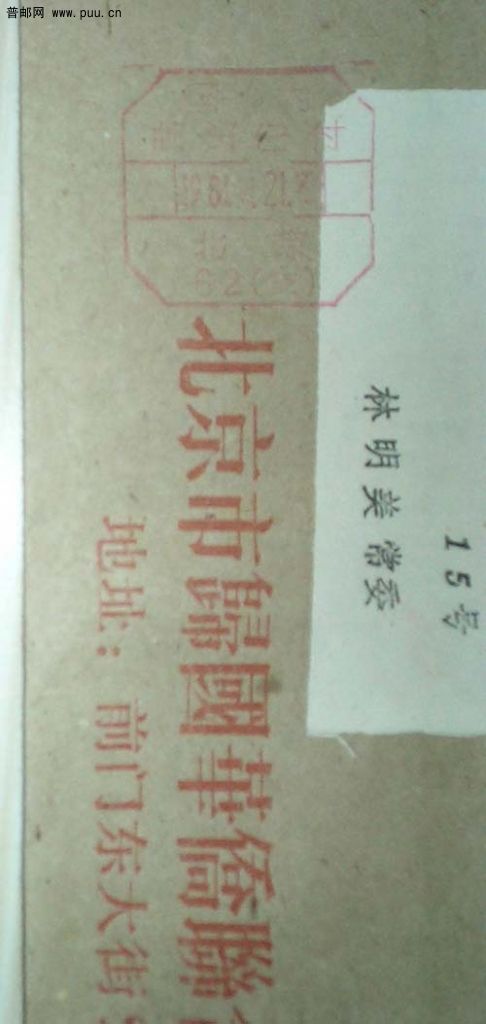 普邮网 www.puu.cn
15号
林明美 常委
北京市歸國華僑聯
地址：前门东大街